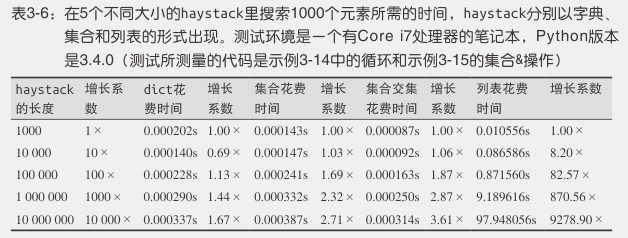 表3-6：在5个不同大小的haystack里搜索1000个元素所需的时间，haystack分别以字典、
集合和列表的形式出现。测试环境是一个有Core i7处理器的笔记本，Python版本
是3.4.0（测试所测量的代码是示例3-14中的循环和示例3-15的集合&操作）
haystack 增长系 dict花 增长 集合花费 增长 集合交集 增长 列表花费 增长系数
的长度 数 费时间 系数 时间 系数 花费时间 系数 时间
1000 1× 0.000202s 1.00× 0.000143s 1.00× 0.000087s 1.00× 0.010556s 1.00×
10 000 10× 0.000140s 0.69× 0.000147s 1.03× 0.000092s 1.06× 0.086586s 8.20×
100 000 100× 0.000228s 1.13× 0.000241s 1.69× 0.000163s 1.87× 0.871560s 82.57×
1 000 000 1000× 0.000290s 1.44× 0.000332s 2.32× 0.000250s 2.87× 9.189616s 870.56×
10 000 000 10 000× 0.000337s 1.67× 0.000387s 2.71× 0.000314s 3.61× 97.948056s 9278.90×